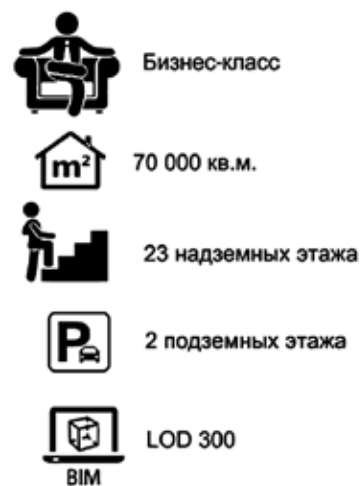 Бизнес-класс
m²
70 000 кв.м.
23 надземных этажа
P
2 подземных этажа
LOD 300
BIM